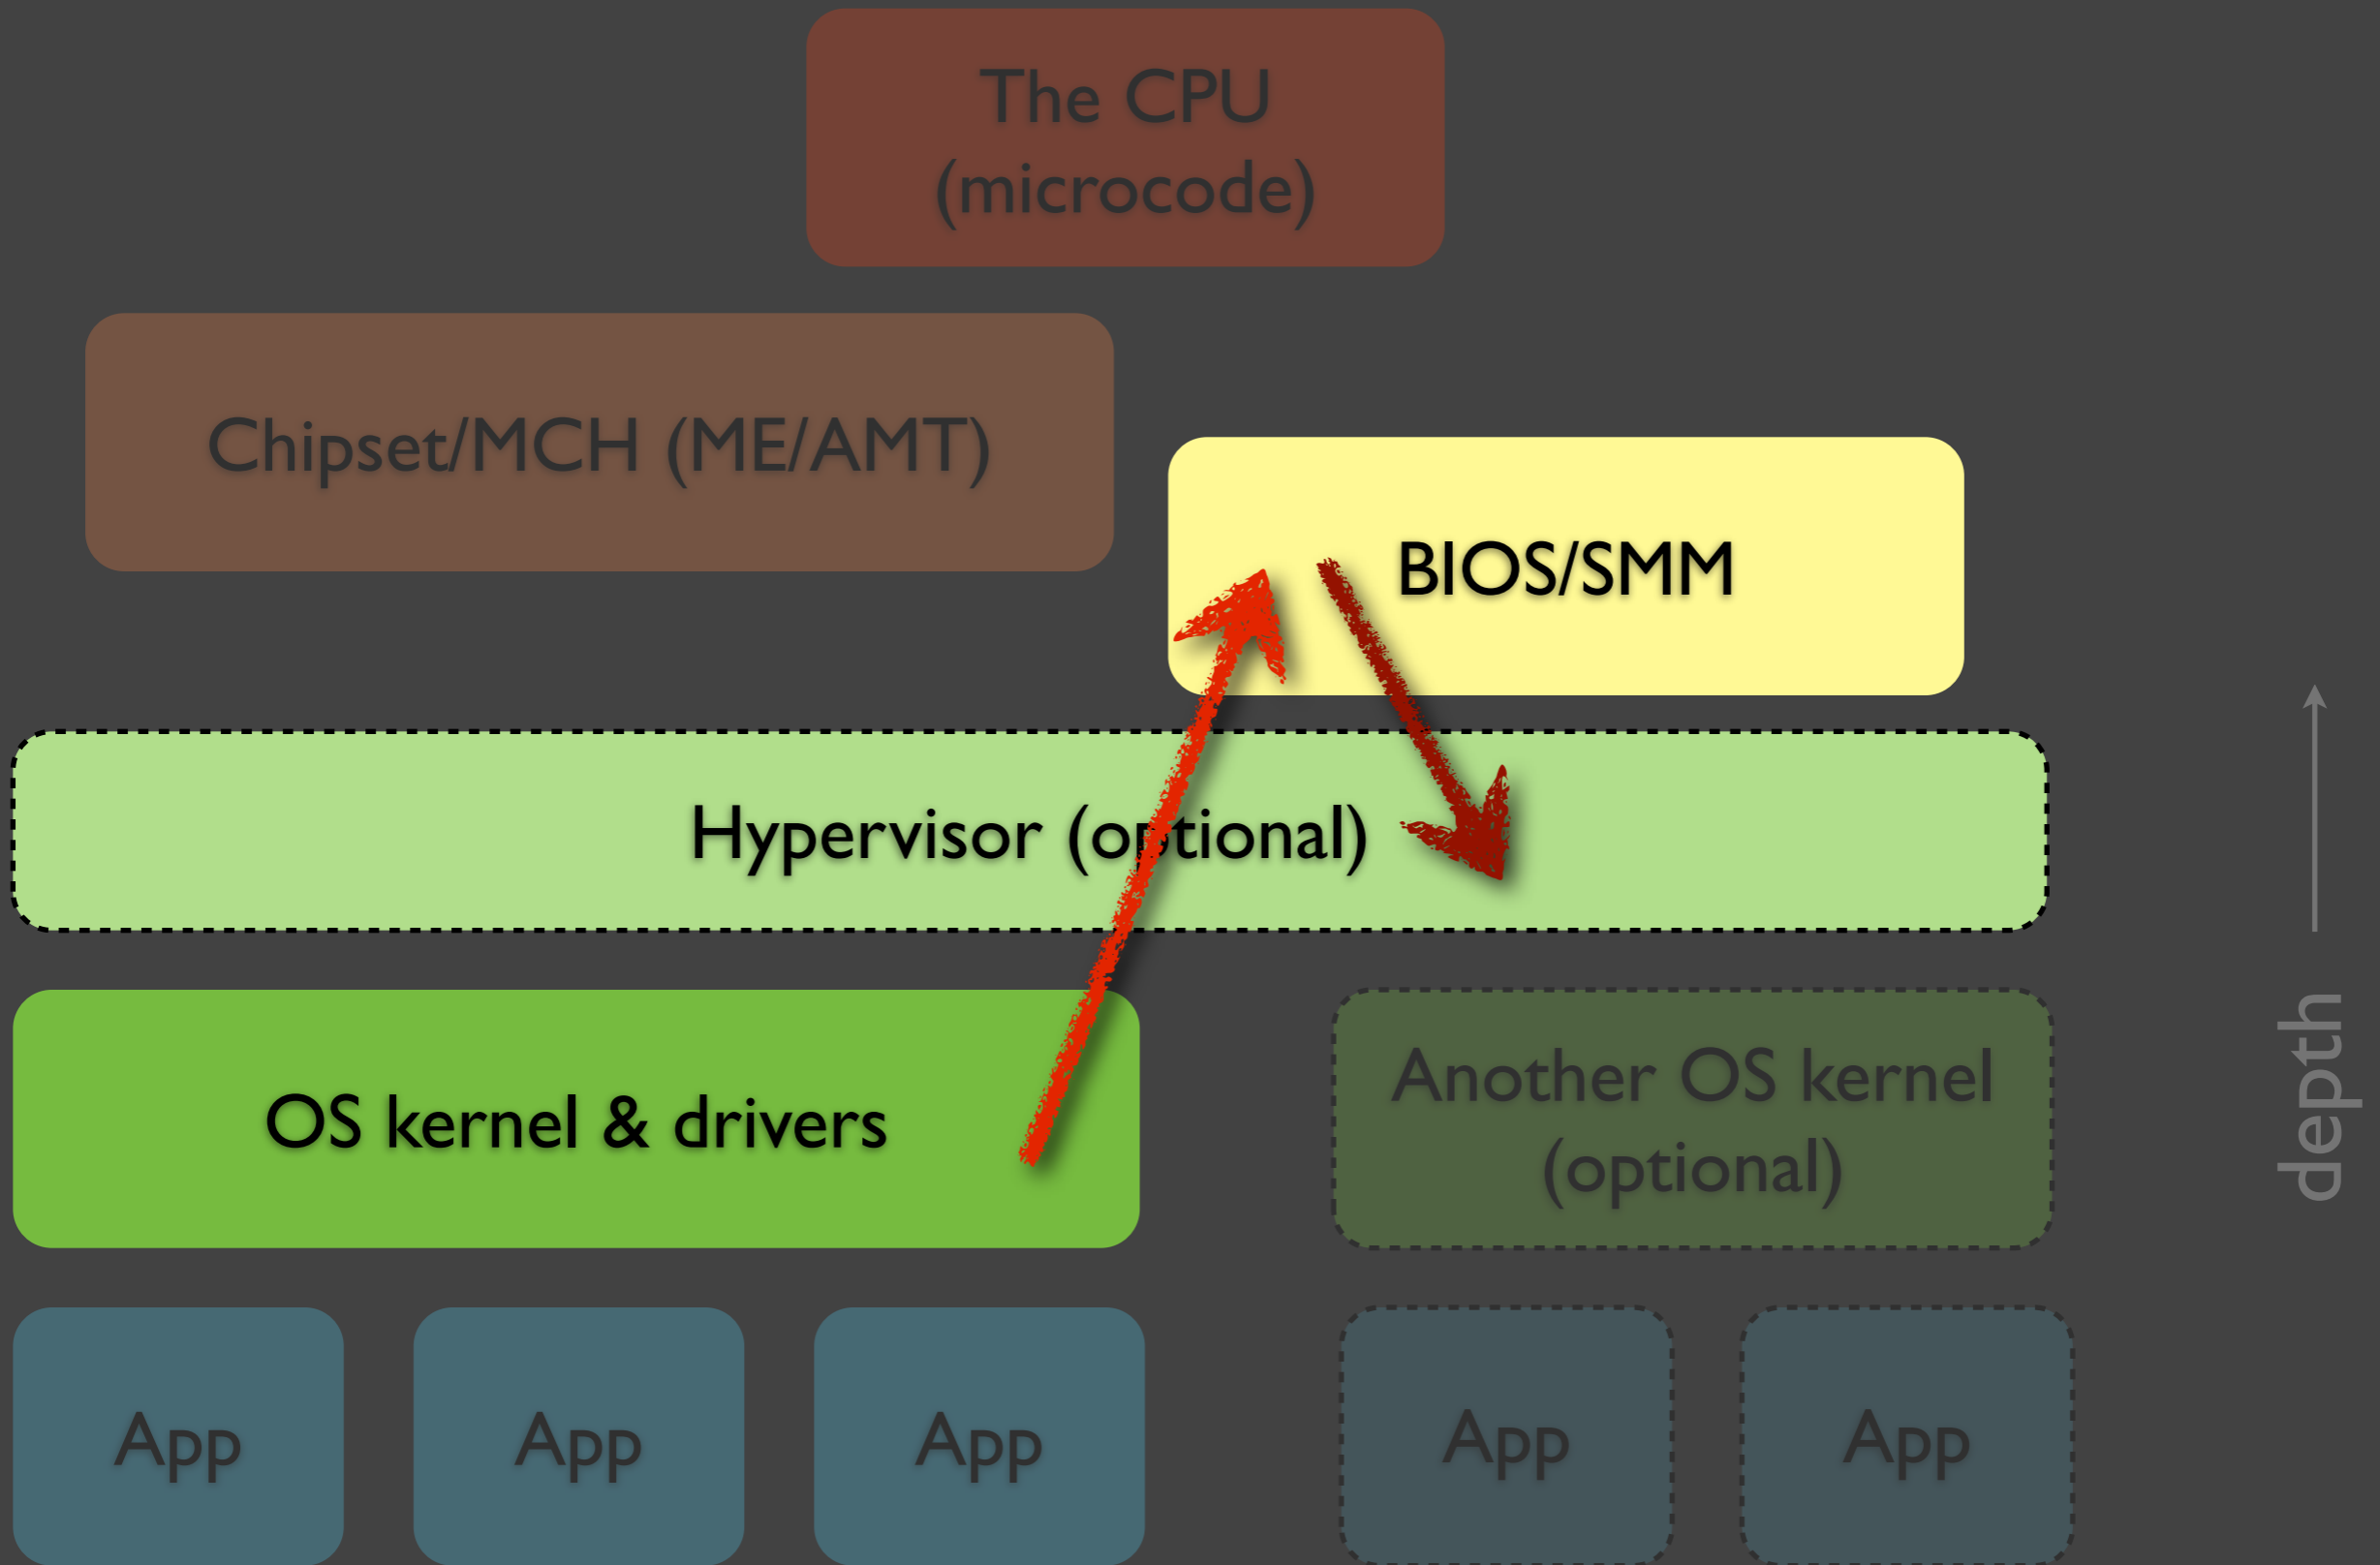 The CPU
(microcode)
Chipset/MCH (ME/AMT)
BIOS/SMM
Hypervisor (optional)
OS kernel & drivers
Another OS kernel
(optional)
depth
App
App
App
App
App